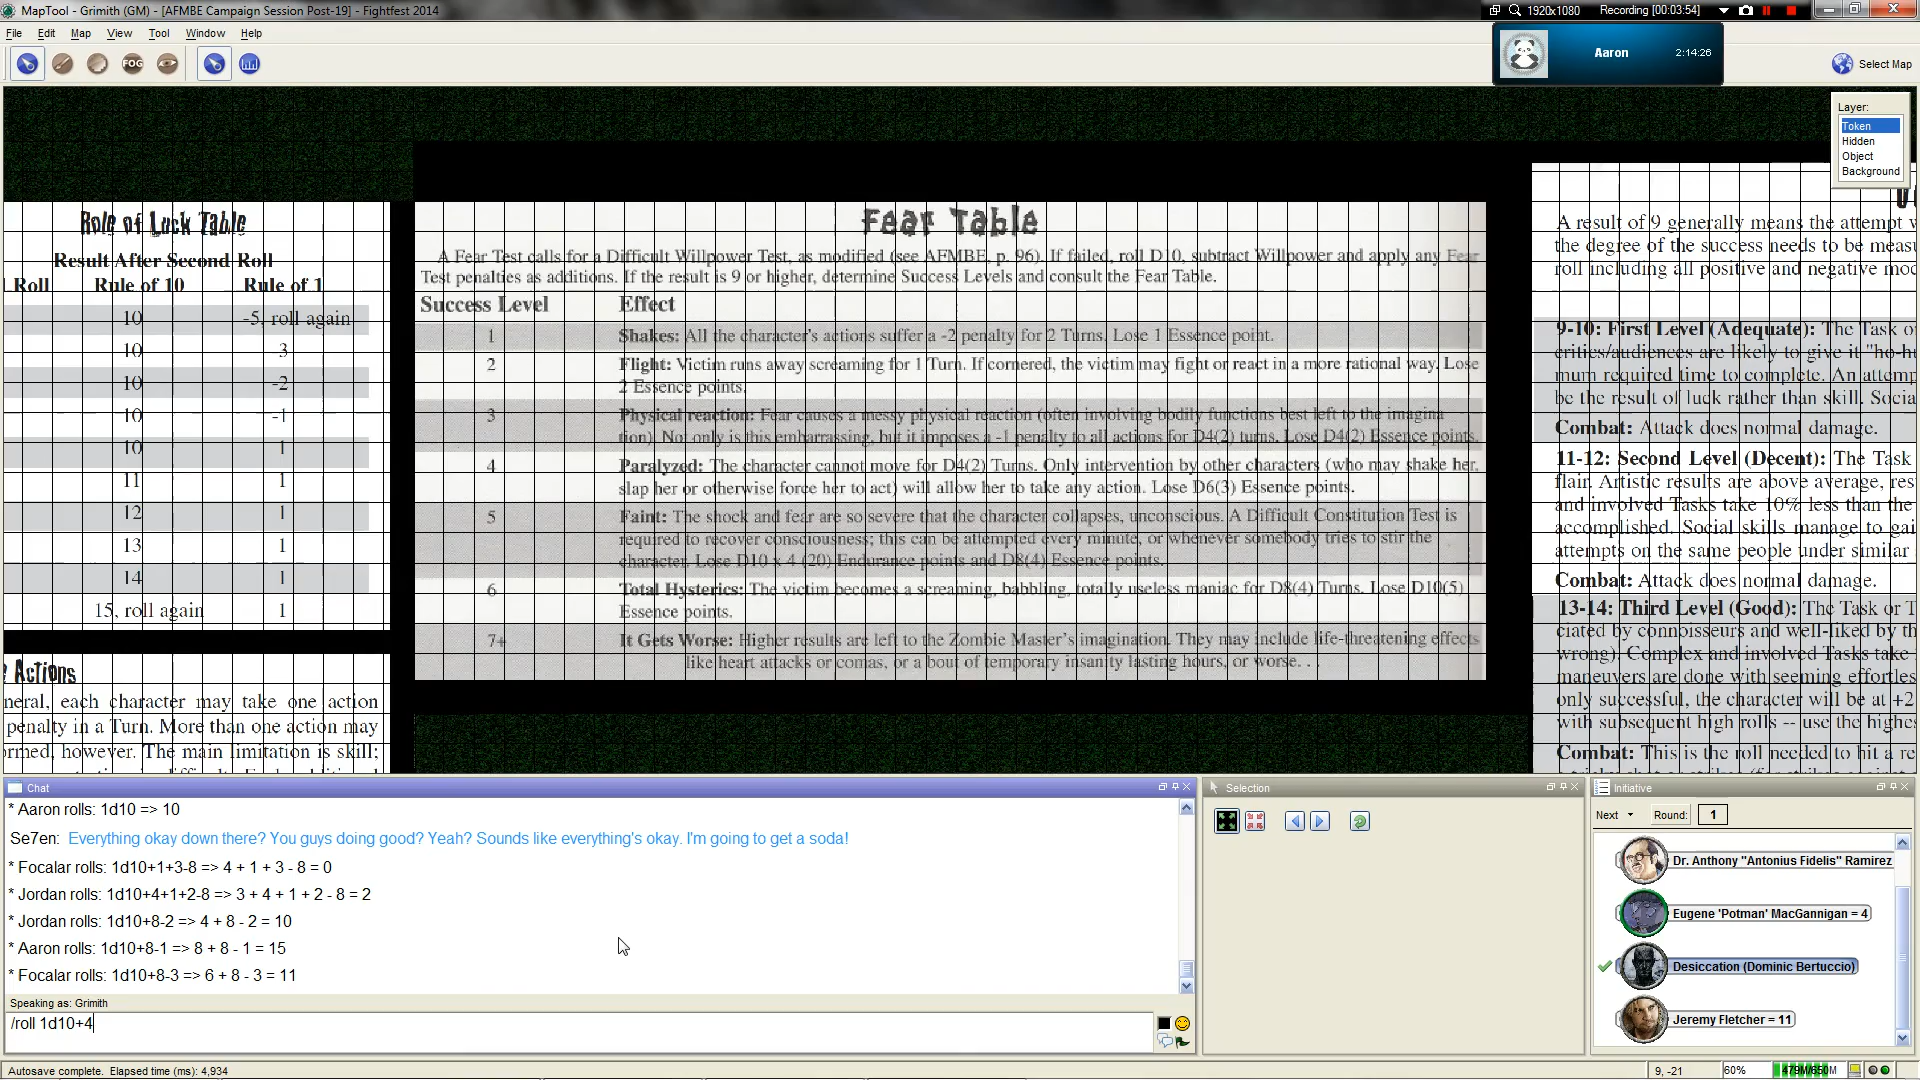 MapTool - Grimith (GM) - [AFMBE Campaign Session Post-19] - Fightfest 2014
1920x1080 Recording [00:03:54]
File Edit Map View Tool Window Help
Aaron 2:14:26
FOG
Select Map
Layer:
Token
Hidden
Object
Background
Role of Luck Table
Result After Second Roll
Roll Rule of 10 Rule of 1
10 -5, roll again
10 3
10 -2
10 -1
10 1
11 1
12 1
13 1
14 1
15, roll again 1
Actions
neral, each character may take one action
penalty in a Turn. More than one action may
ormed, however. The main limitation is skill;
Fear Table
A Fear Test calls for a Difficult Willpower Test, as modified (see AFMBE, p. 96). If failed, roll D10, subtract Willpower and apply any Fear
Test penalties as additions. If the result is 9 or higher, determine Success Levels and consult the Fear Table.
Success Level Effect
1 Shakes: All the character's actions suffer a -2 penalty for 2 Turns. Lose 1 Essence point.
2 Flight: Victim runs away screaming for 1 Turn. If cornered, the victim may fight or react in a more rational way. Lose
2 Essence points.
3 Physical reaction: Fear causes a messy physical reaction (often involving bodily functions best left to the imagina
tion). Not only is this embarrassing, but it imposes a -1 penalty to all actions for D4(2) turns. Lose D4(2) Essence points.
4 Paralyzed: The character cannot move for D4(2) Turns. Only intervention by other characters (who may shake her,
slap her or otherwise force her to act) will allow her to take any action. Lose D6(3) Essence points.
5 Faint: The shock and fear are so severe that the character collapses, unconscious. A Difficult Constitution Test is
required to recover consciousness; this can be attempted every minute, or whenever somebody tries to stir the
character. Lose D10 x 4 (20) Endurance points and D8(4) Essence points.
6 Total Hysterics: The victim becomes a screaming, babbling, totally useless maniac for D8(4) Turns. Lose D10(5)
Essence points.
7+ It Gets Worse: Higher results are left to the Zombie Master's imagination. They may include life-threatening effects
like heart attacks or comas, or a bout of temporary insanity lasting hours, or worse. . .
A result of 9 generally means the attempt
the degree of the success needs to be
roll including all positive and negative
9-10: First Level (Adequate): The Task
critics/audiences are likely to give it
mum required time to complete. An
be the result of luck rather than skill.
Combat: Attack does normal damage.
11-12: Second Level (Decent): The Task
flair. Artistic results are above average,
and involved Tasks take 10% less than the
accomplished. Social skills manage to
attempts on the same people under similar
Combat: Attack does normal damage.
13-14: Third Level (Good): The Task or
ciated by connoisseurs and well-liked by
wrong). Complex and involved Tasks take
maneuvers are done with seeming
only successful, the character will be at +2
with subsequent high rolls -- use the
Combat: This is the roll needed to hit a
Chat
* Aaron rolls: 1d10 => 10
Se7en: Everything okay down there? You guys doing good? Yeah? Sounds like everything's okay. I'm going to get a soda!
* Focalar rolls: 1d10+1+3-8 => 4 + 1 + 3 - 8 = 0
* Jordan rolls: 1d10+4+1+2-8 => 3 + 4 + 1 + 2 - 8 = 2
* Jordan rolls: 1d10+8-2 => 4 + 8 - 2 = 10
* Aaron rolls: 1d10+8-1 => 8 + 8 - 1 = 15
* Focalar rolls: 1d10+8-3 => 6 + 8 - 3 = 11
Speaking as: Grimith
/roll 1d10+4
Selection
Initiative
Next Round: 1
Dr. Anthony "Antonius Fidelis" Ramirez
Eugene 'Potman' MacGannigan = 4
Desiccation (Dominic Bertuccio)
Jeremy Fletcher = 11
Autosave complete. Elapsed time (ms): 4,934
9, -21 60% 479M/650M